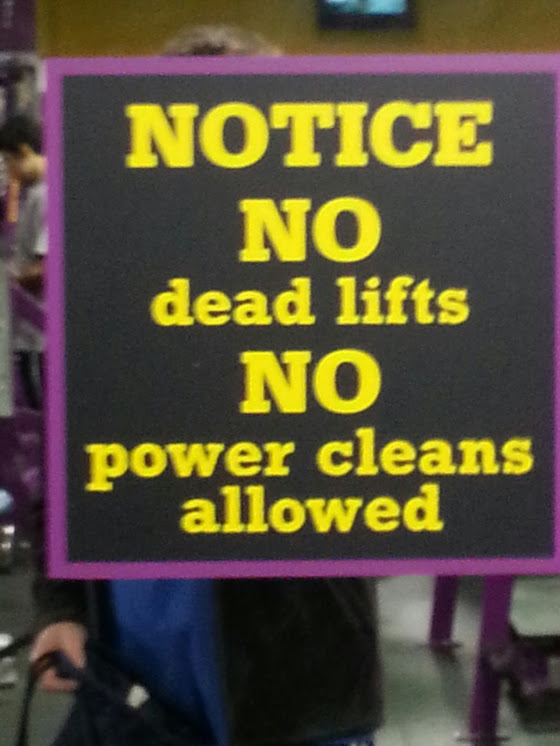 NOTICE
NO
dead lifts
NO
power cleans
allowed